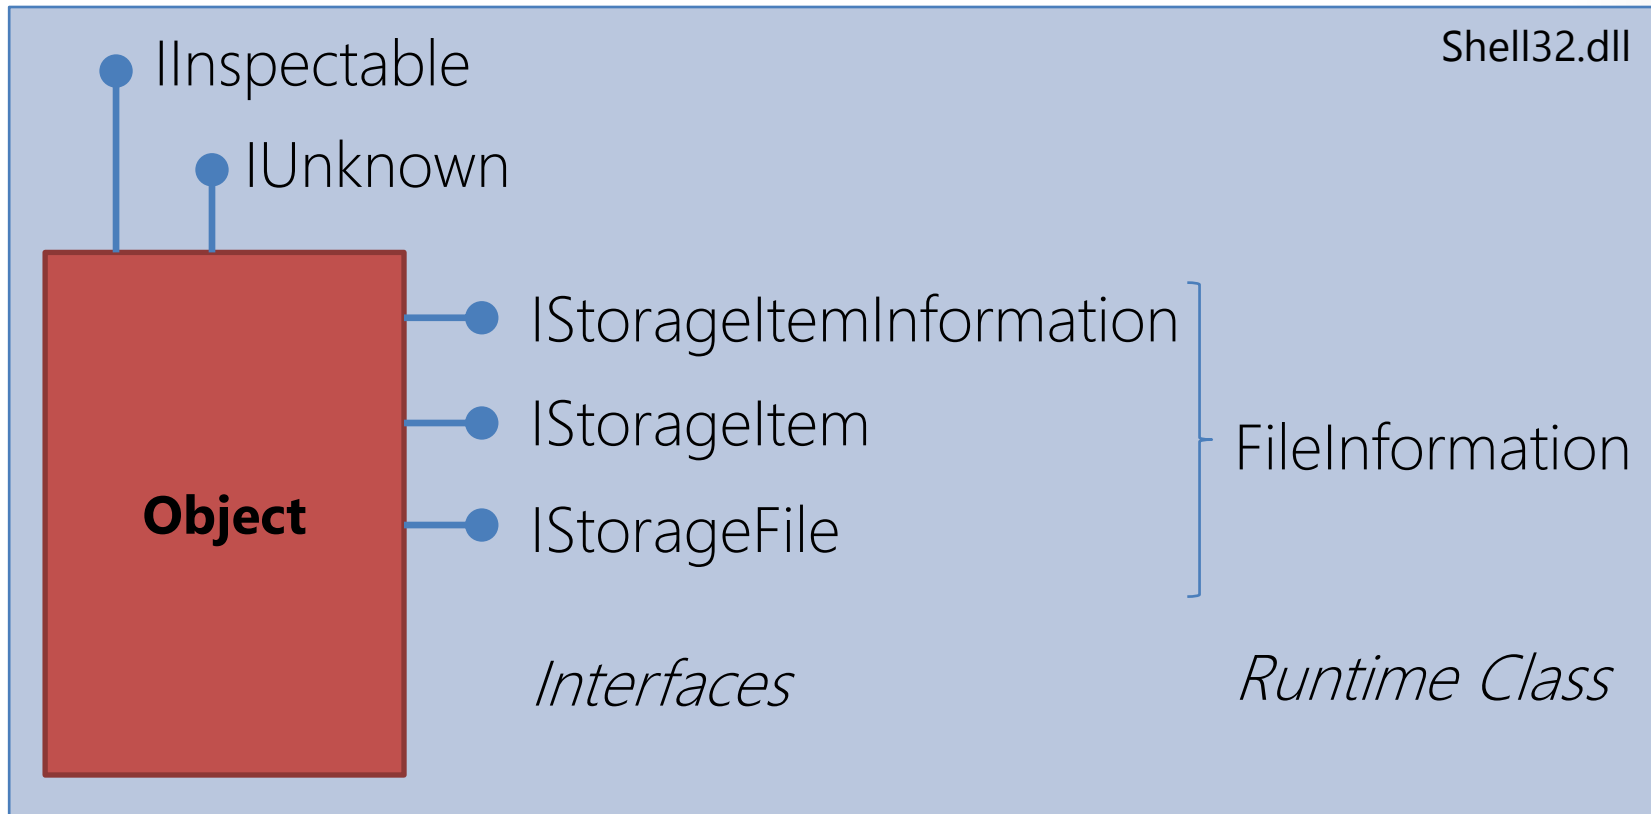 Shell32.dll
IInspectable
IUnknown
IStorageItemInformation
IStorageItem
IStorageFile
Object
FileInformation
Interfaces
Runtime Class